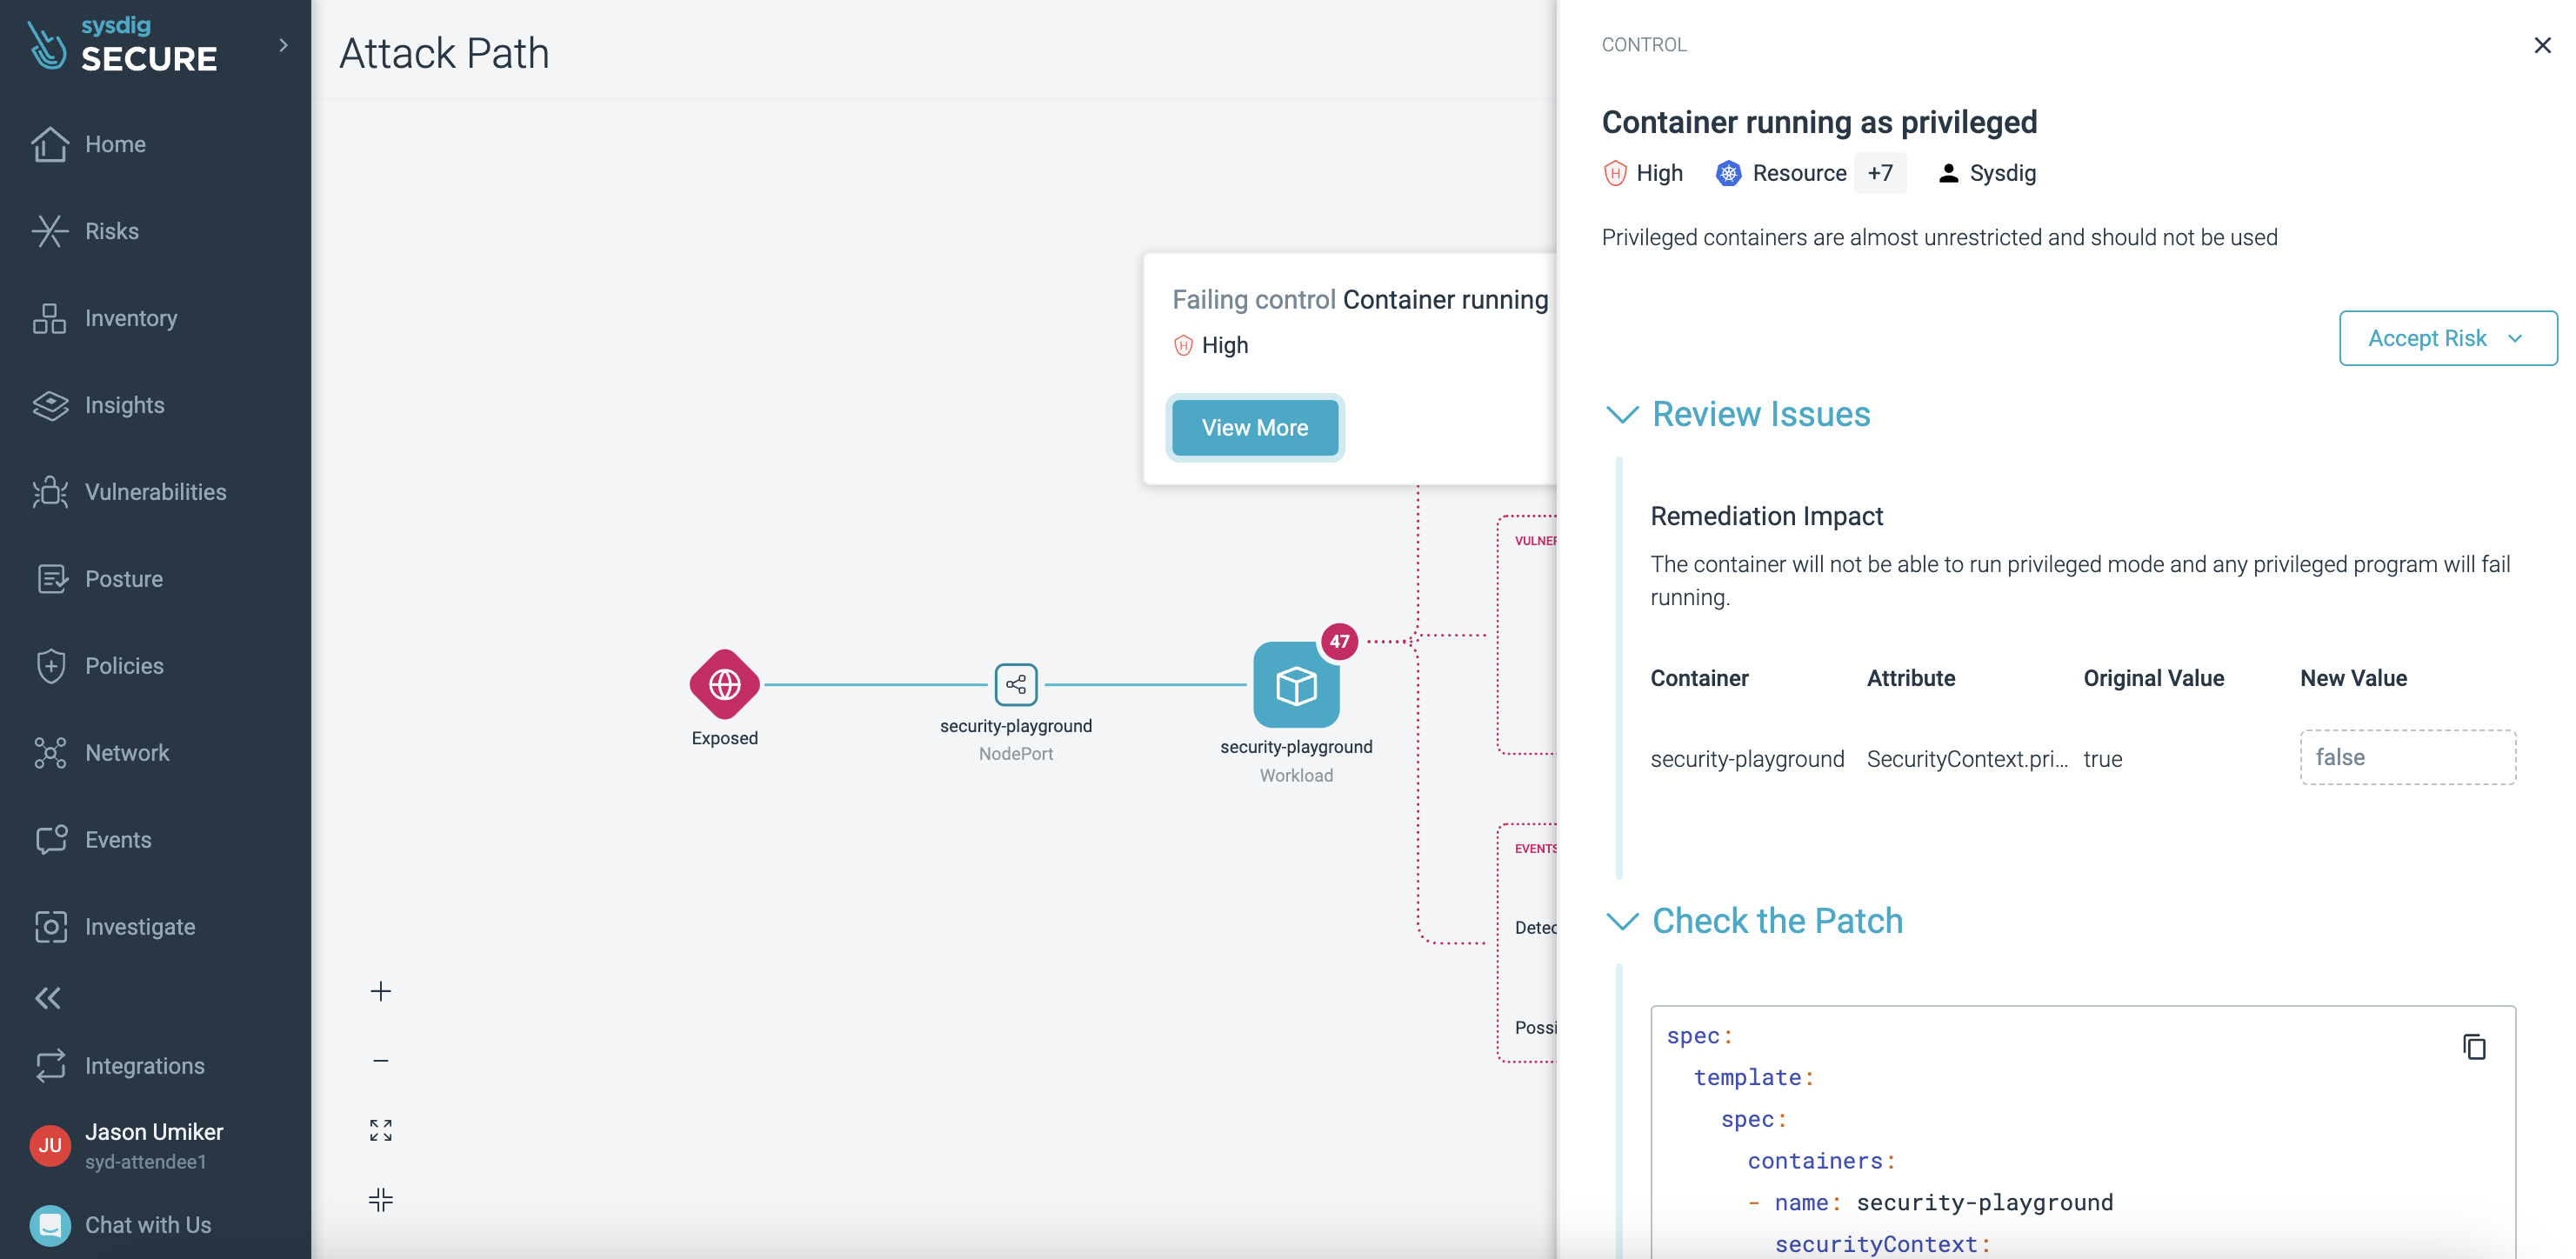 sysdig
SECURE
Home
Risks
Inventory
Insights
Vulnerabilities
Posture
Policies
Network
Events
Investigate
Integrations
JU
Jason Umiker
syd-attendee1
Chat with Us
Attack Path
Failing control Container running
H High
View More
VULNER
47
Exposed
security-playground
NodePort
security-playground
Workload
EVENTS
Detec
Possi
CONTROL
Container running as privileged
H High Resource +7 Sysdig
Privileged containers are almost unrestricted and should not be used
Accept Risk
Review Issues
Remediation Impact
The container will not be able to run privileged mode and any privileged program will fail
running.
Container Attribute Original Value New Value
security-playground SecurityContext.pri... true false
Check the Patch
spec:
template:
spec:
containers:
- name: security-playground
securityContext: